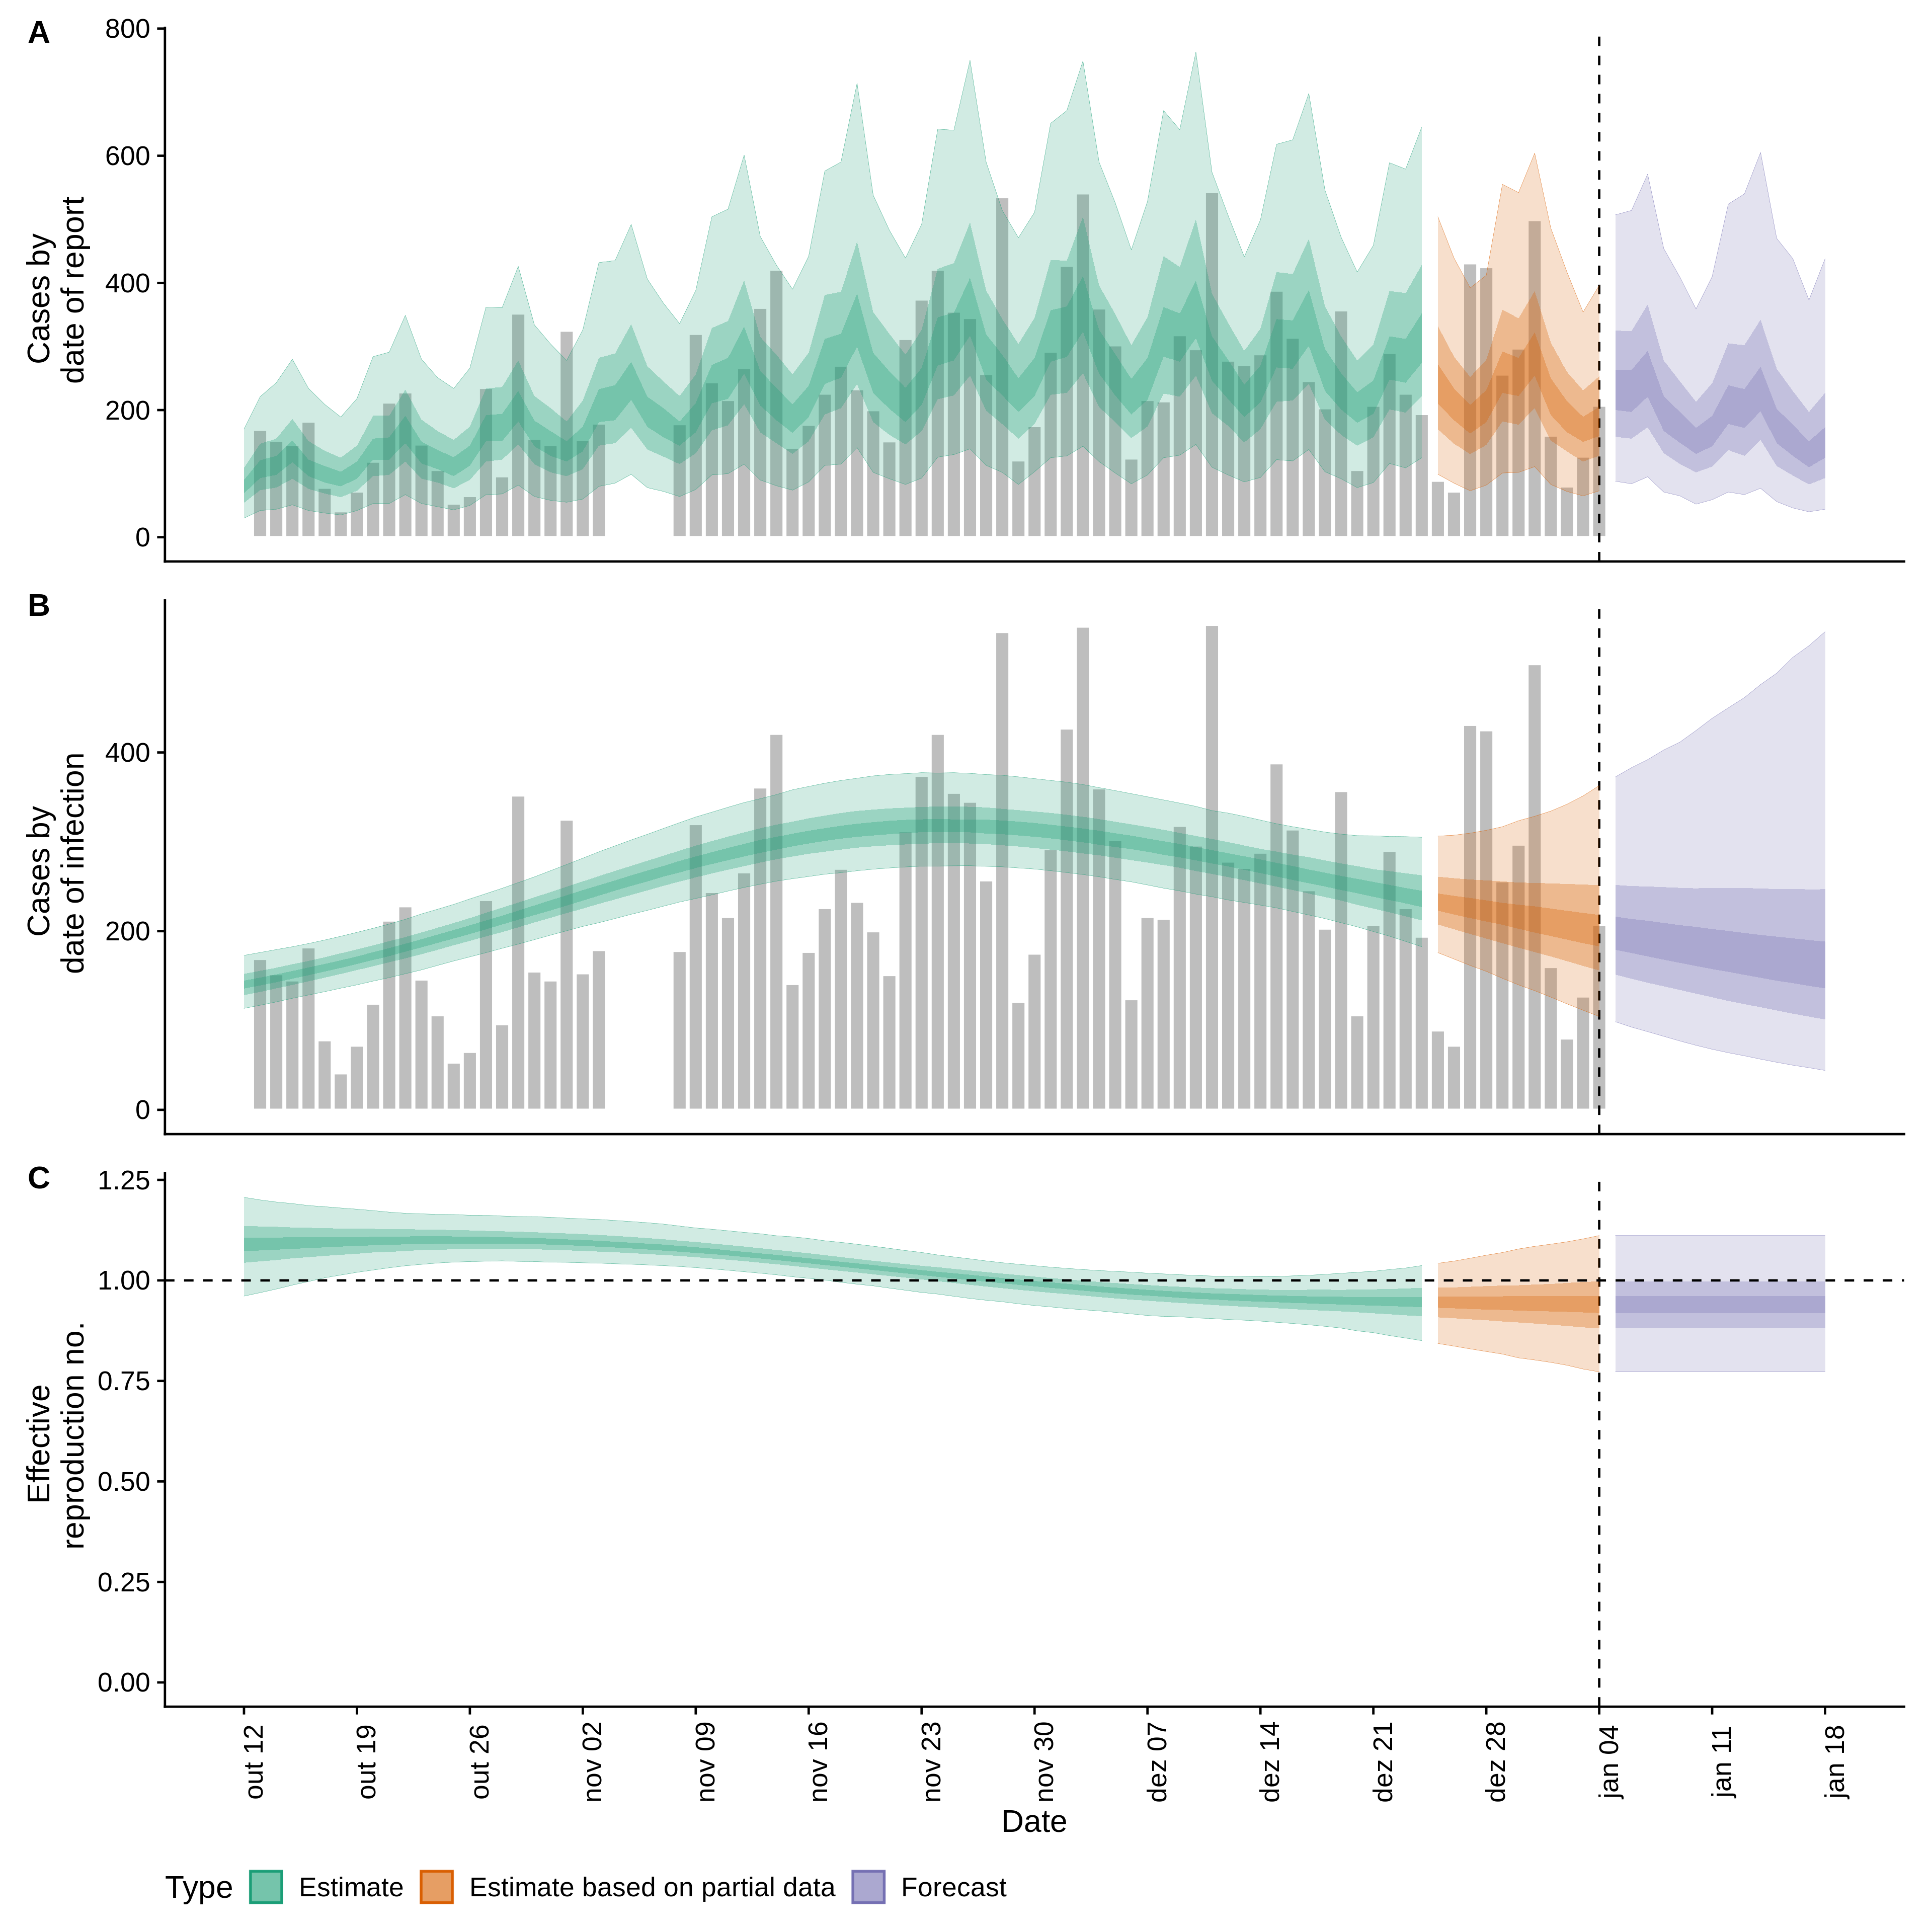 A
800
600
400
200
0
Cases by
date of report
B
400
200
0
Cases by
date of infection
C
1.25
1.00
0.75
0.50
0.25
0.00
Effective
reproduction no.
out 12
out 19
out 26
nov 02
nov 09
nov 16
nov 23
nov 30
dez 07
dez 14
dez 21
dez 28
jan 04
jan 11
jan 18
Date
Type Estimate Estimate based on partial data Forecast